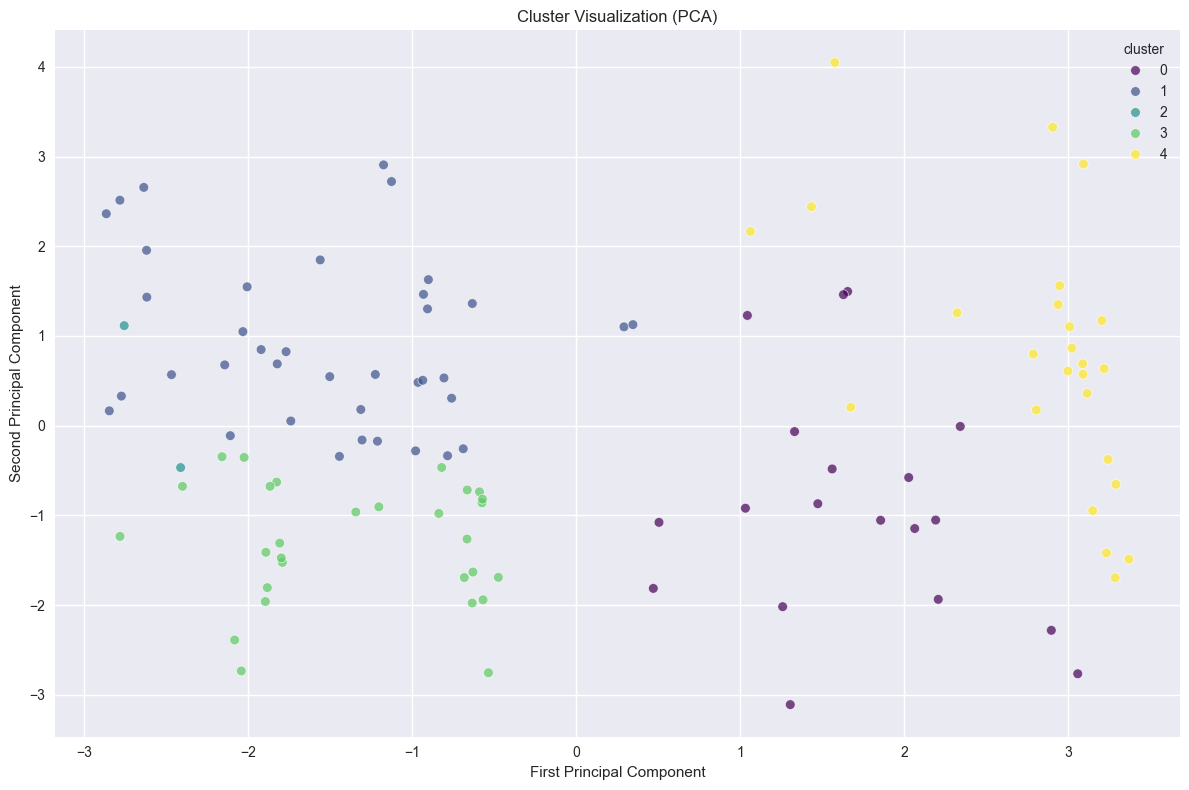 Cluster Visualization (PCA)
cluster
0
1
2
3
4
4
3
2
1
0
−1
−2
−3
Second Principal Component
−3 −2 −1 0 1 2 3
First Principal Component